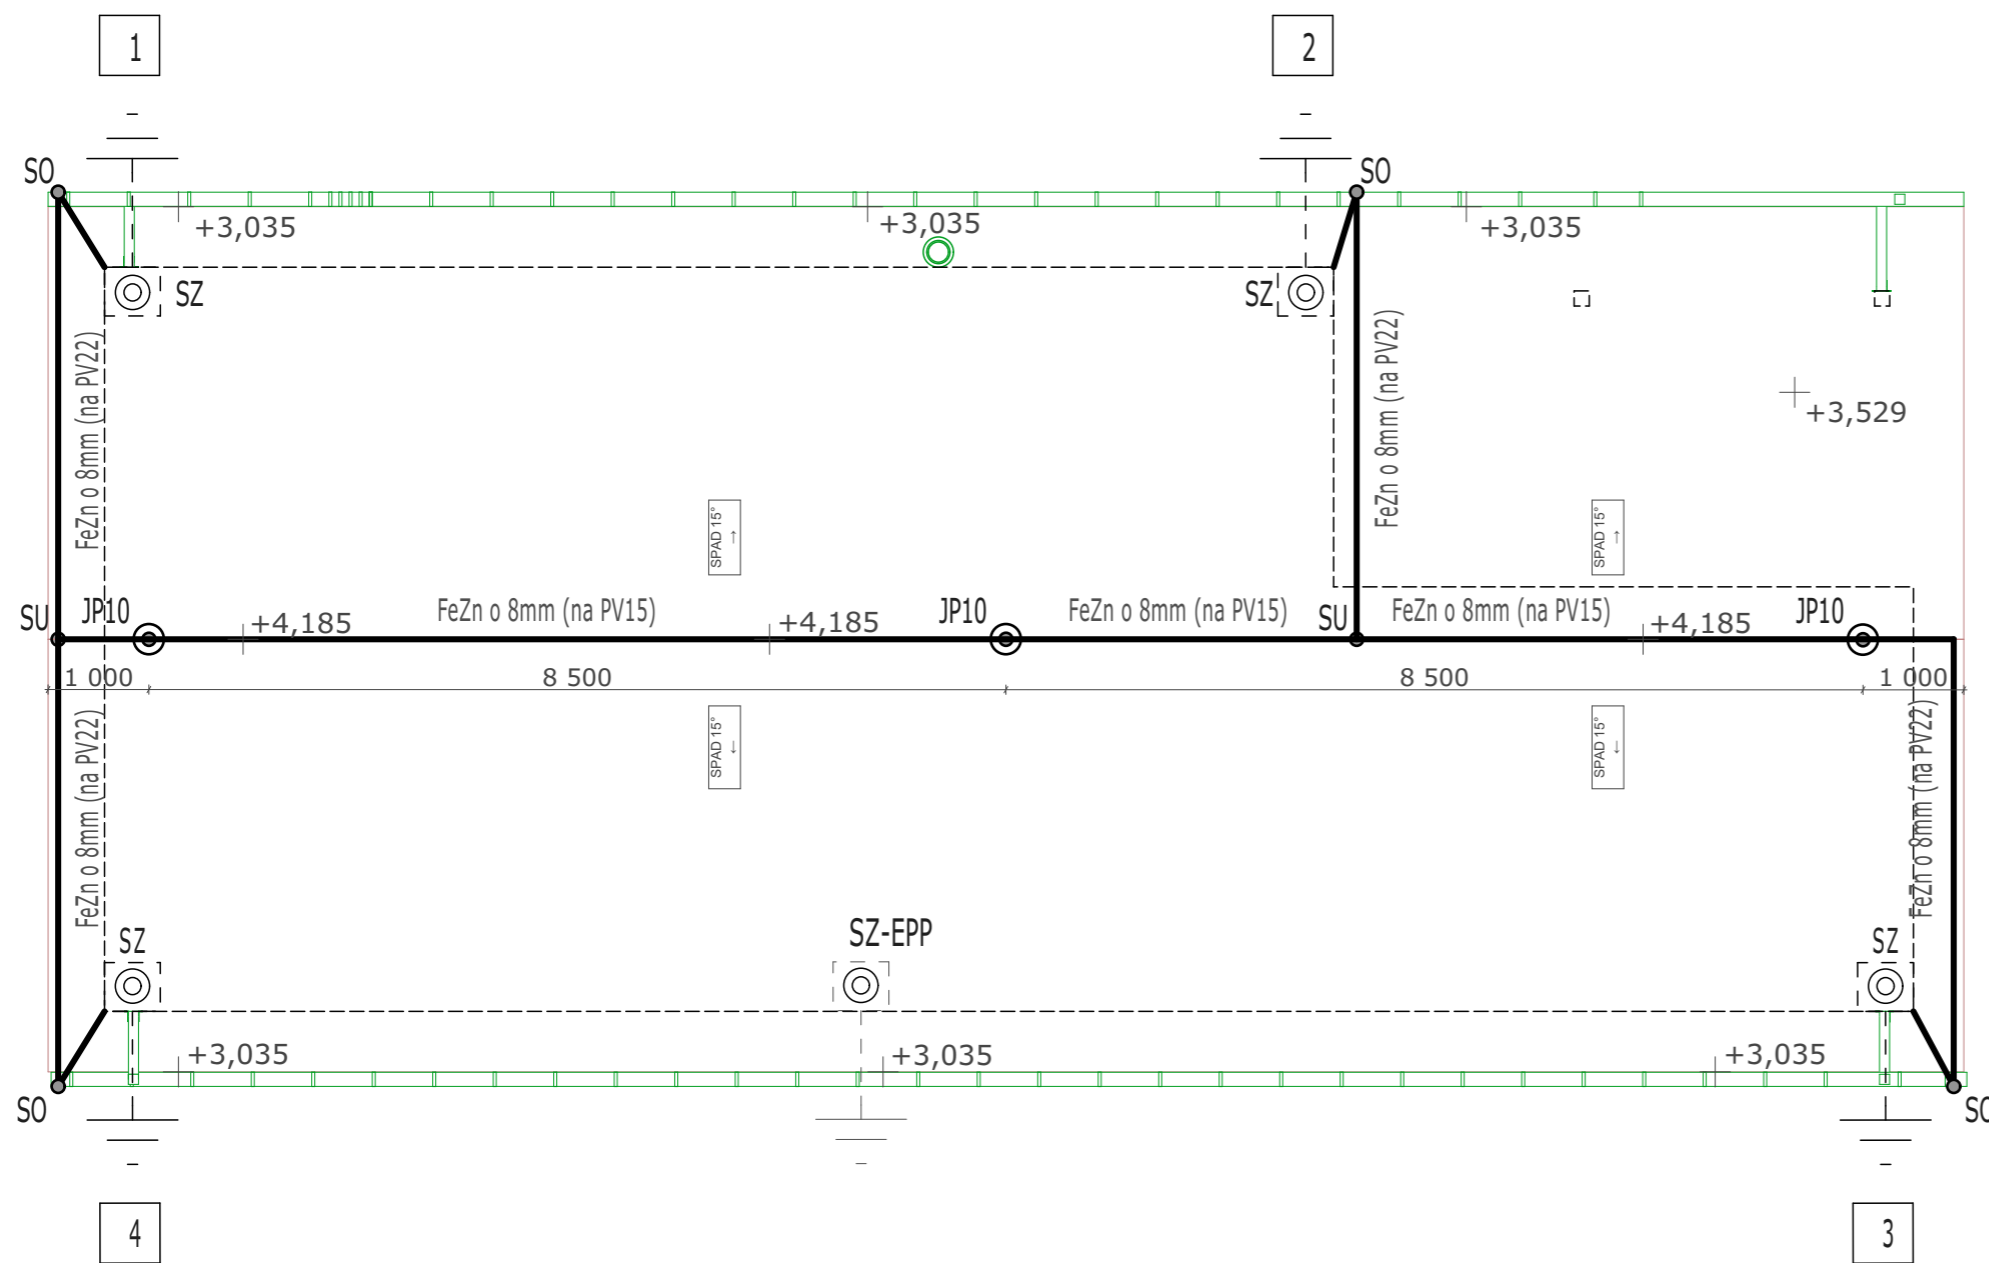 1
2
SO
SO
+3,035
+3,035
+3,035
SZ
SZ
FeZn o 8mm (na PV22)
FeZn o 8mm (na PV22)
+3,529
SPAD 15° →
SPAD 15° →
SU
JP10
+4,185
FeZn o 8mm (na PV15)
+4,185
JP10
FeZn o 8mm (na PV15)
SU
FeZn o 8mm (na PV15)
+4,185
JP10
1 000
8 500
8 500
1 000
FeZn o 8mm (na PV22)
SPAD 15° ←
SPAD 15° ←
FeZn o 8mm (na PV22)
SZ
SZ-EPP
SZ
+3,035
+3,035
+3,035
SO
SO
4
3